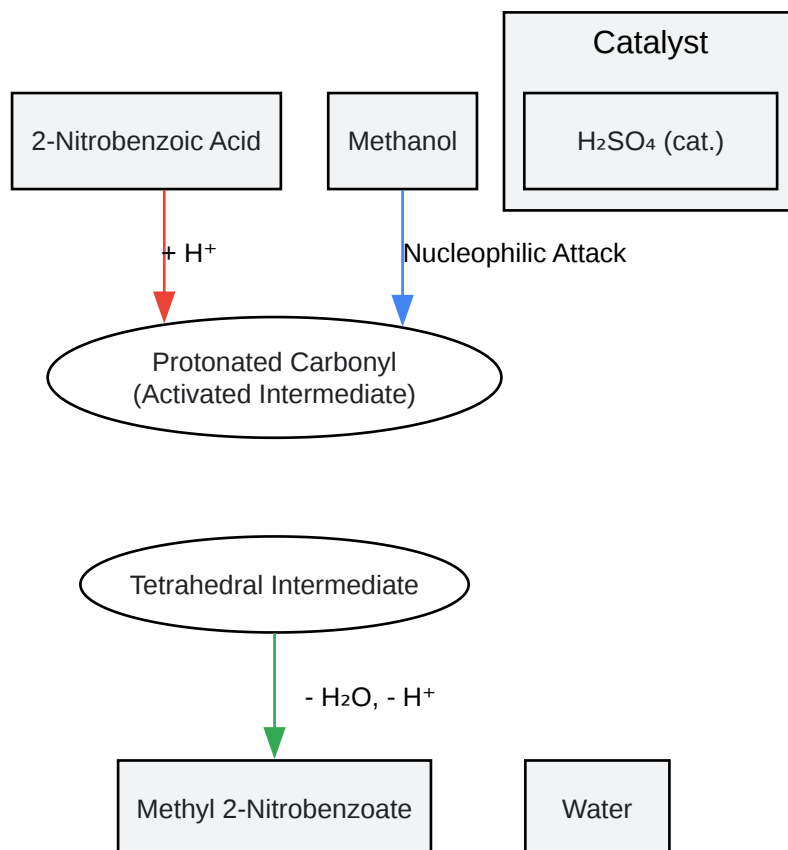 Catalyst
2-Nitrobenzoic Acid
Methanol
H₂SO₄ (cat.)
+ H⁺
Nucleophilic Attack
Protonated Carbonyl
(Activated Intermediate)
Tetrahedral Intermediate
- H₂O, - H⁺
Methyl 2-Nitrobenzoate
Water